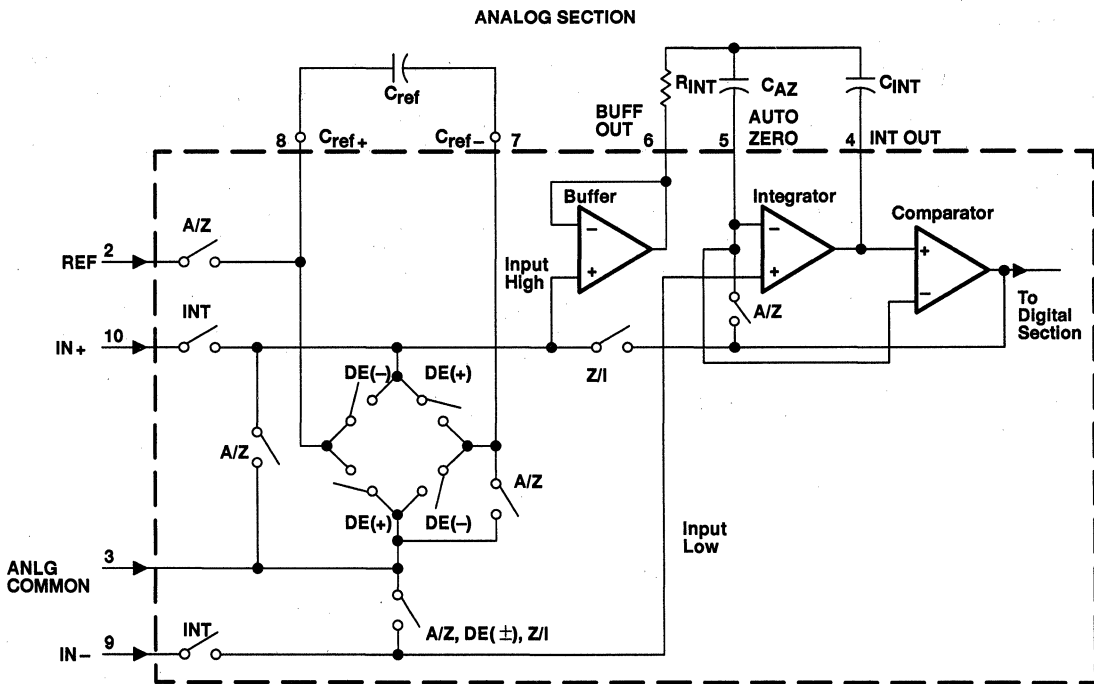 ANALOG SECTION
Cref
RINT
CAZ
CINT
BUFF
OUT
AUTO
ZERO
8
Cref+
Cref–
7
6
5
4
INT OUT
Buffer
Integrator
Comparator
A/Z
REF
2
–
+
–
+
+
–
Input
High
INT
10
IN+
A/Z
To
Digital
Section
Z/I
DE(–)
DE(+)
A/Z
A/Z
DE(+)
DE(–)
Input
Low
3
ANLG
COMMON
A/Z, DE(±), Z/I
INT
9
IN–